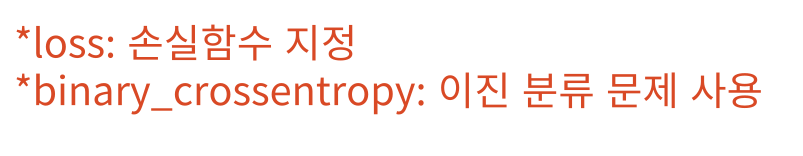 *loss: 손실함수 지정
*binary_crossentropy: 이진 분류 문제 사용